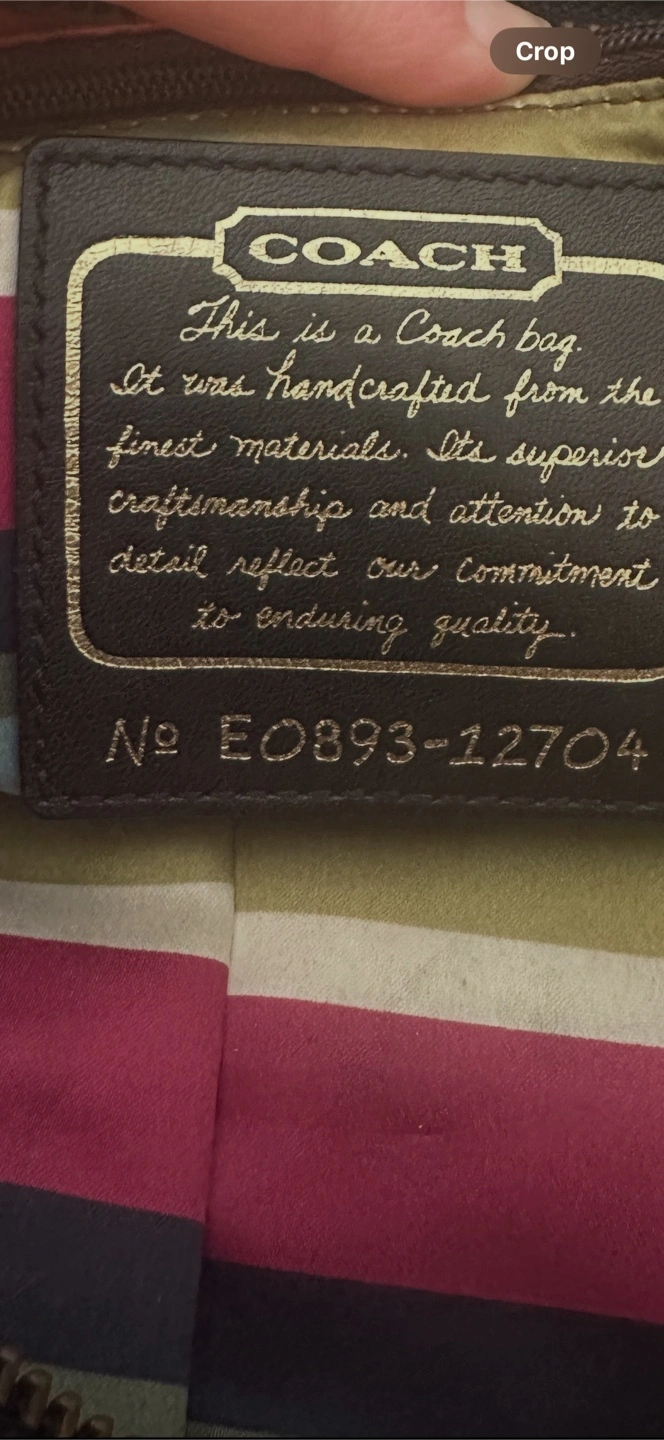 Crop
COACH
This is a Coach bag.
It was handcrafted from the
finest materials. Its superior
craftsmanship and attention to
detail reflect our commitment
to enduring quality.
Nº E0893-12704